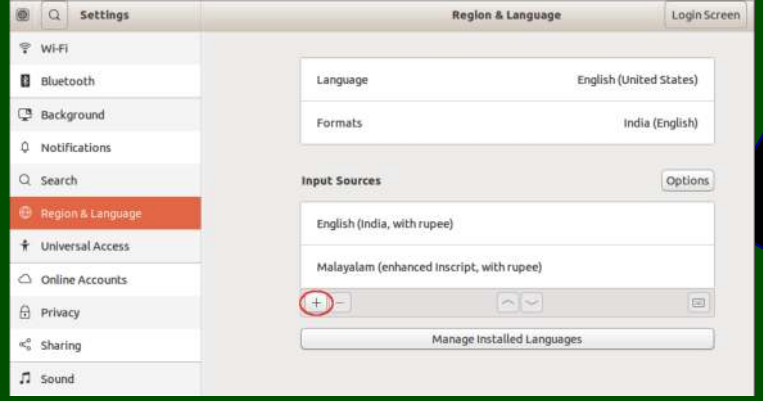 Settings
Region & Language
Login Screen
Wi-Fi
Bluetooth
Background
Notifications
Search
Region & Language
Universal Access
Online Accounts
Privacy
Sharing
Sound
Language English (United States)
Formats India (English)
Input Sources Options
English (India, with rupee)
Malayalam (enhanced Inscript, with rupee)
+ −
Manage Installed Languages